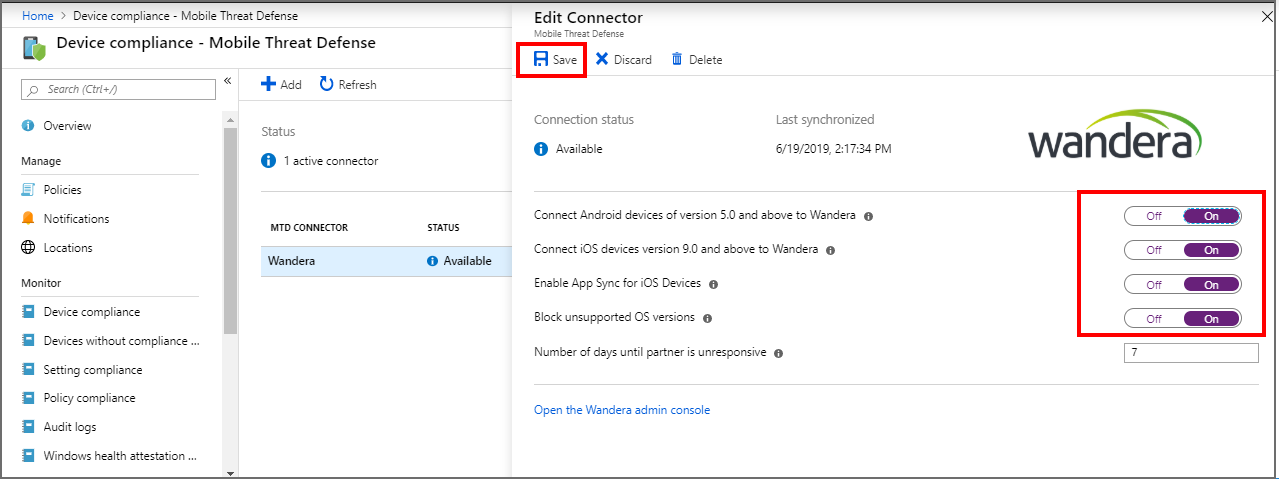 Home > Device compliance - Mobile Threat Defense
Device compliance - Mobile Threat Defense
Search (Ctrl+/)
«
Overview
Manage
Policies
Notifications
Locations
Monitor
Device compliance
Devices without compliance ...
Setting compliance
Policy compliance
Audit logs
Windows health attestation ...
Add Refresh
Status
1 active connector
MTD CONNECTOR STATUS
Wandera Available
Edit Connector
Mobile Threat Defense
Save Discard Delete
Connection status Last synchronized
Available 6/19/2019, 2:17:34 PM
wandera
Connect Android devices of version 5.0 and above to Wandera Off On
Connect iOS devices version 9.0 and above to Wandera Off On
Enable App Sync for iOS Devices Off On
Block unsupported OS versions Off On
Number of days until partner is unresponsive 7
Open the Wandera admin console